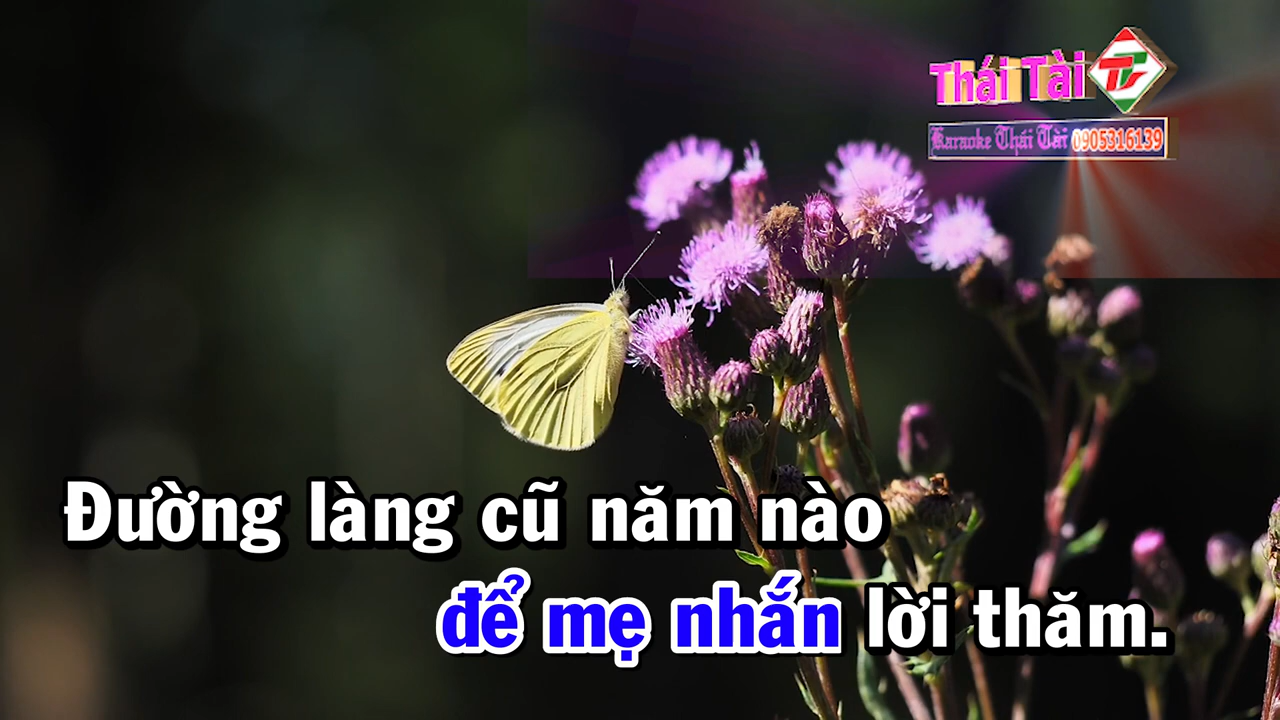 Thái Tài
Karaoke Thái Tài 0905316139
Đường làng cũ năm nào
để mẹ nhắn lời thăm.